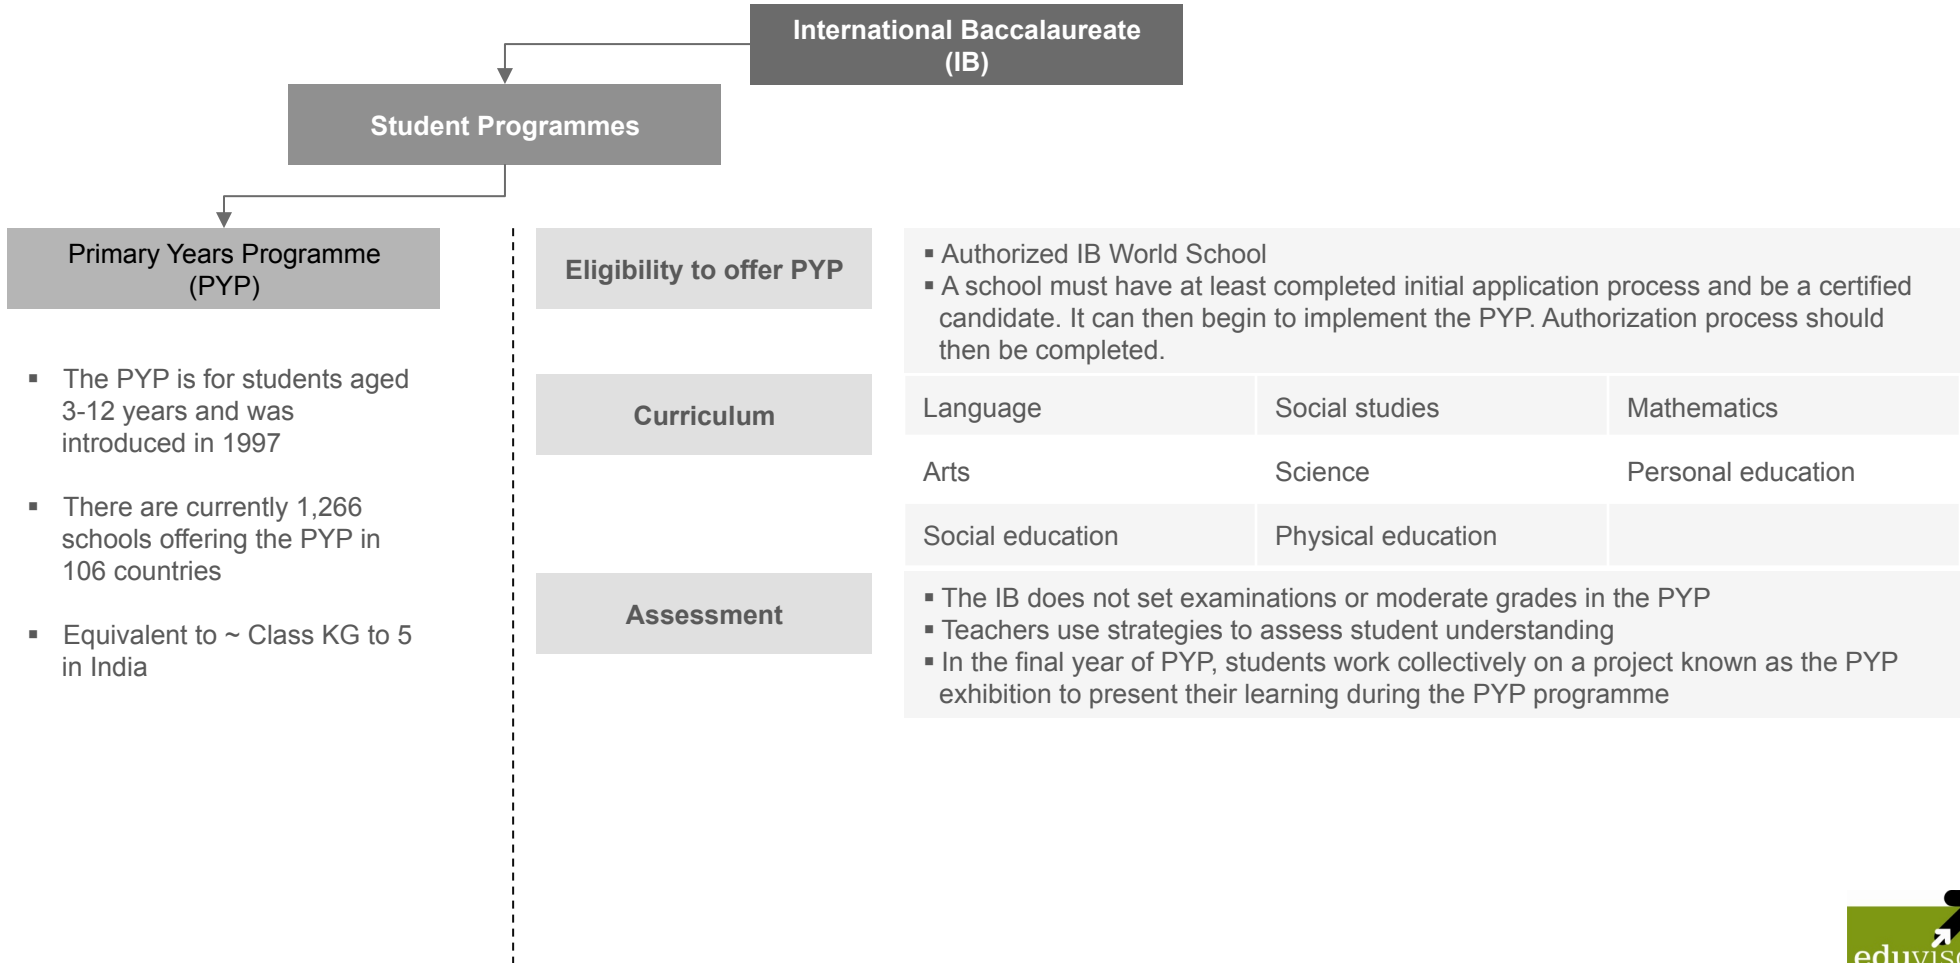 International Baccalaureate
(IB)
Student Programmes
Primary Years Programme
(PYP)
▪ The PYP is for students aged
3-12 years and was
introduced in 1997
▪ There are currently 1,266
schools offering the PYP in
106 countries
▪ Equivalent to ~ Class KG to 5
in India
Eligibility to offer PYP
▪ Authorized IB World School
▪ A school must have at least completed initial application process and be a certified
candidate. It can then begin to implement the PYP. Authorization process should
then be completed.
Curriculum
Language Social studies Mathematics
Arts Science Personal education
Social education Physical education
Assessment
▪ The IB does not set examinations or moderate grades in the PYP
▪ Teachers use strategies to assess student understanding
▪ In the final year of PYP, students work collectively on a project known as the PYP
exhibition to present their learning during the PYP programme